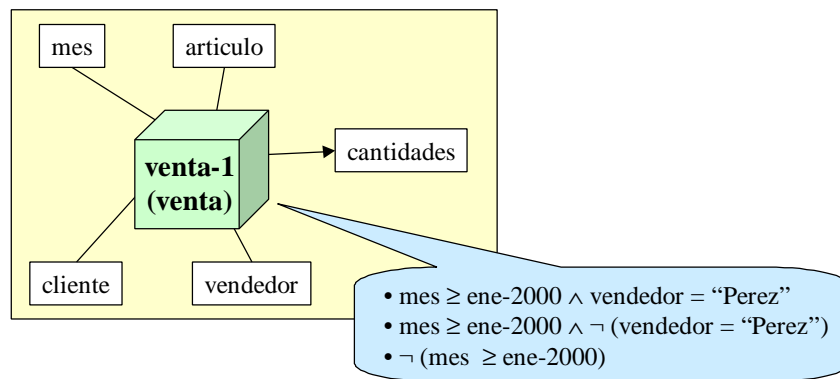 mes
articulo
venta-1
(venta)
cantidades
cliente
vendedor
• mes ≥ ene-2000 ∧ vendedor = “Perez”
• mes ≥ ene-2000 ∧ ¬ (vendedor = “Perez”)
• ¬ (mes ≥ ene-2000)